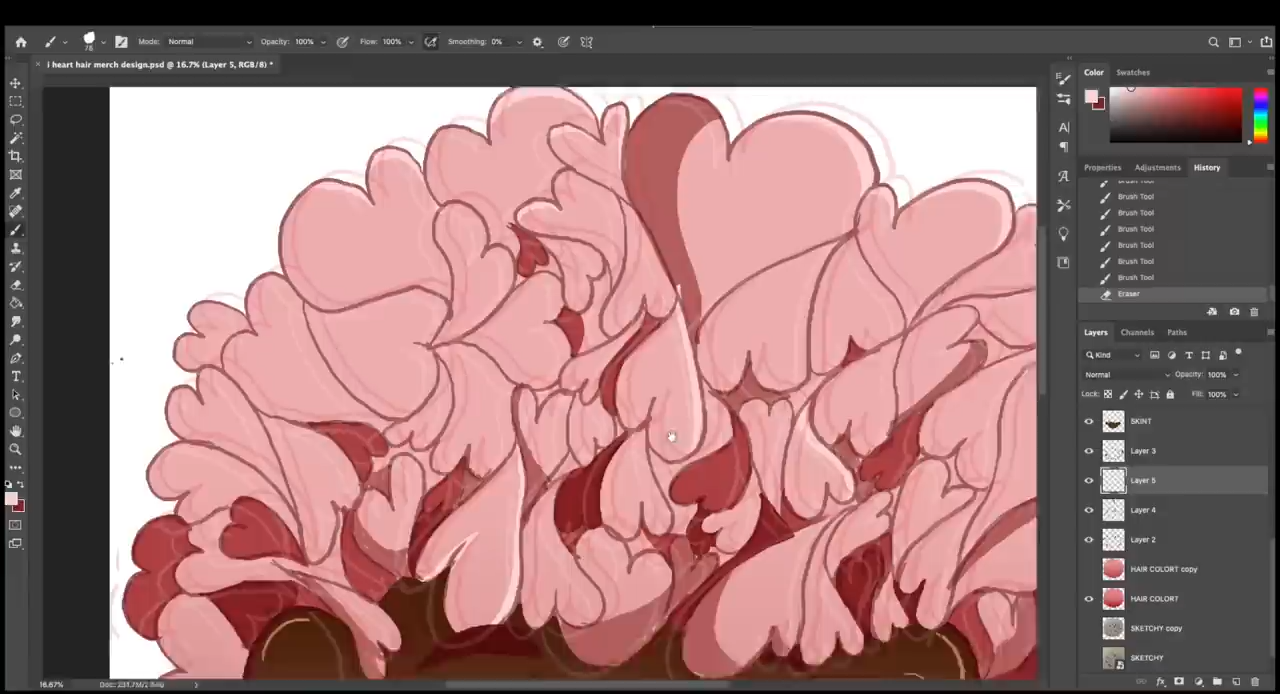 Mode: Normal Opacity: 100% Flow: 100% Smoothing: 0%
78
× i heart hair merch design.psd @ 16.7% (Layer 5, RGB/8) *
Color Swatches
Properties Adjustments History
Brush Tool
Brush Tool
Brush Tool
Brush Tool
Brush Tool
Brush Tool
Eraser
Layers Channels Paths
Kind
Normal Opacity: 100%
Lock: Fill: 100%
SKINT
Layer 3
Layer 5
Layer 4
Layer 2
HAIR COLORT copy
HAIR COLORT
SKETCHY copy
SKETCHY
16.67%